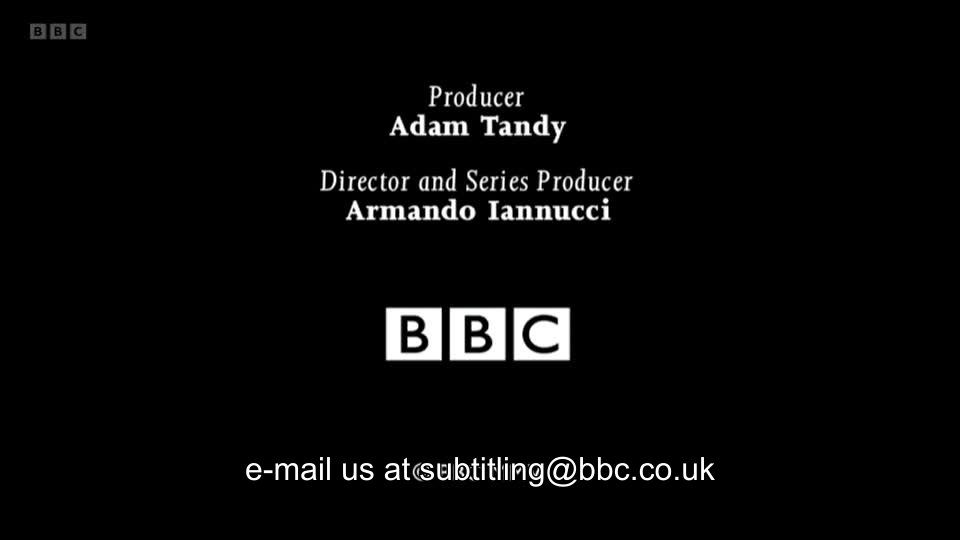 BBC
Producer
Adam Tandy
Director and Series Producer
Armando Iannucci
BBC
e-mail us at subtitling@bbc.co.uk